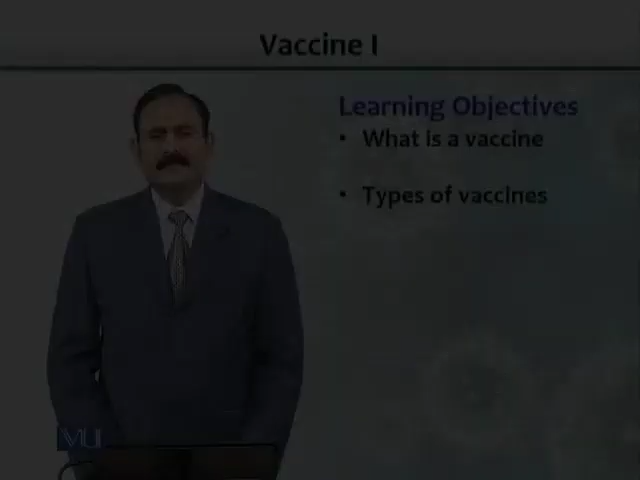 Vaccine I
Learning Objectives
• What is a vaccine
• Types of vaccines
VU